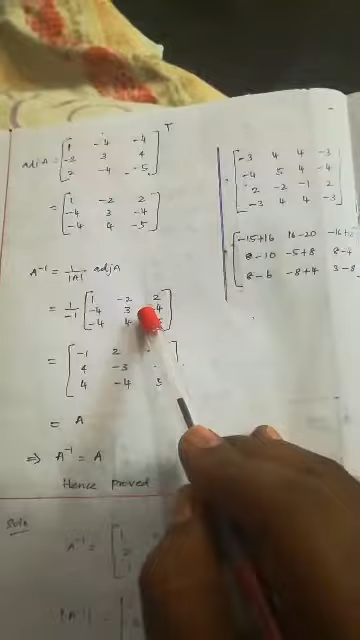 adj A = [1 -4 -4
3 4
2 -4 -5]T
= [1 -2 2
-4 3 -4
-4 4 -5]
A⁻¹ = 1/|A| adj A
= 1/-1 [1 -2 2
-4 3 4
-4 4]
= [-1 2
4 -3
4 -4 5]
= A
⇒ A⁻¹ = A
Hence proved
Soln
A⁻¹ = [1
2
|A| =
= [-3 4 4 -3
-4 5 4 -4
2 -2 -1 2
-3 4 4 -3]
[-15+16 16-20
8-10 -5+8 8-4
8-6 -8+4 3-8